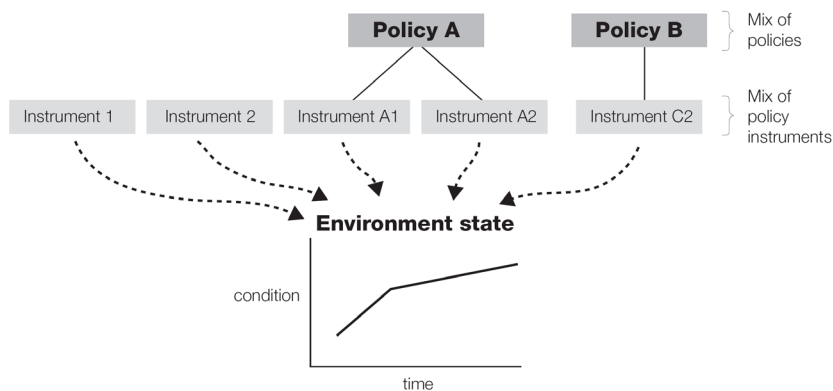 Policy A
Policy B
Mix of
policies
Instrument 1
Instrument 2
Instrument A1
Instrument A2
Instrument C2
Mix of
policy
instruments
Environment state
condition
time